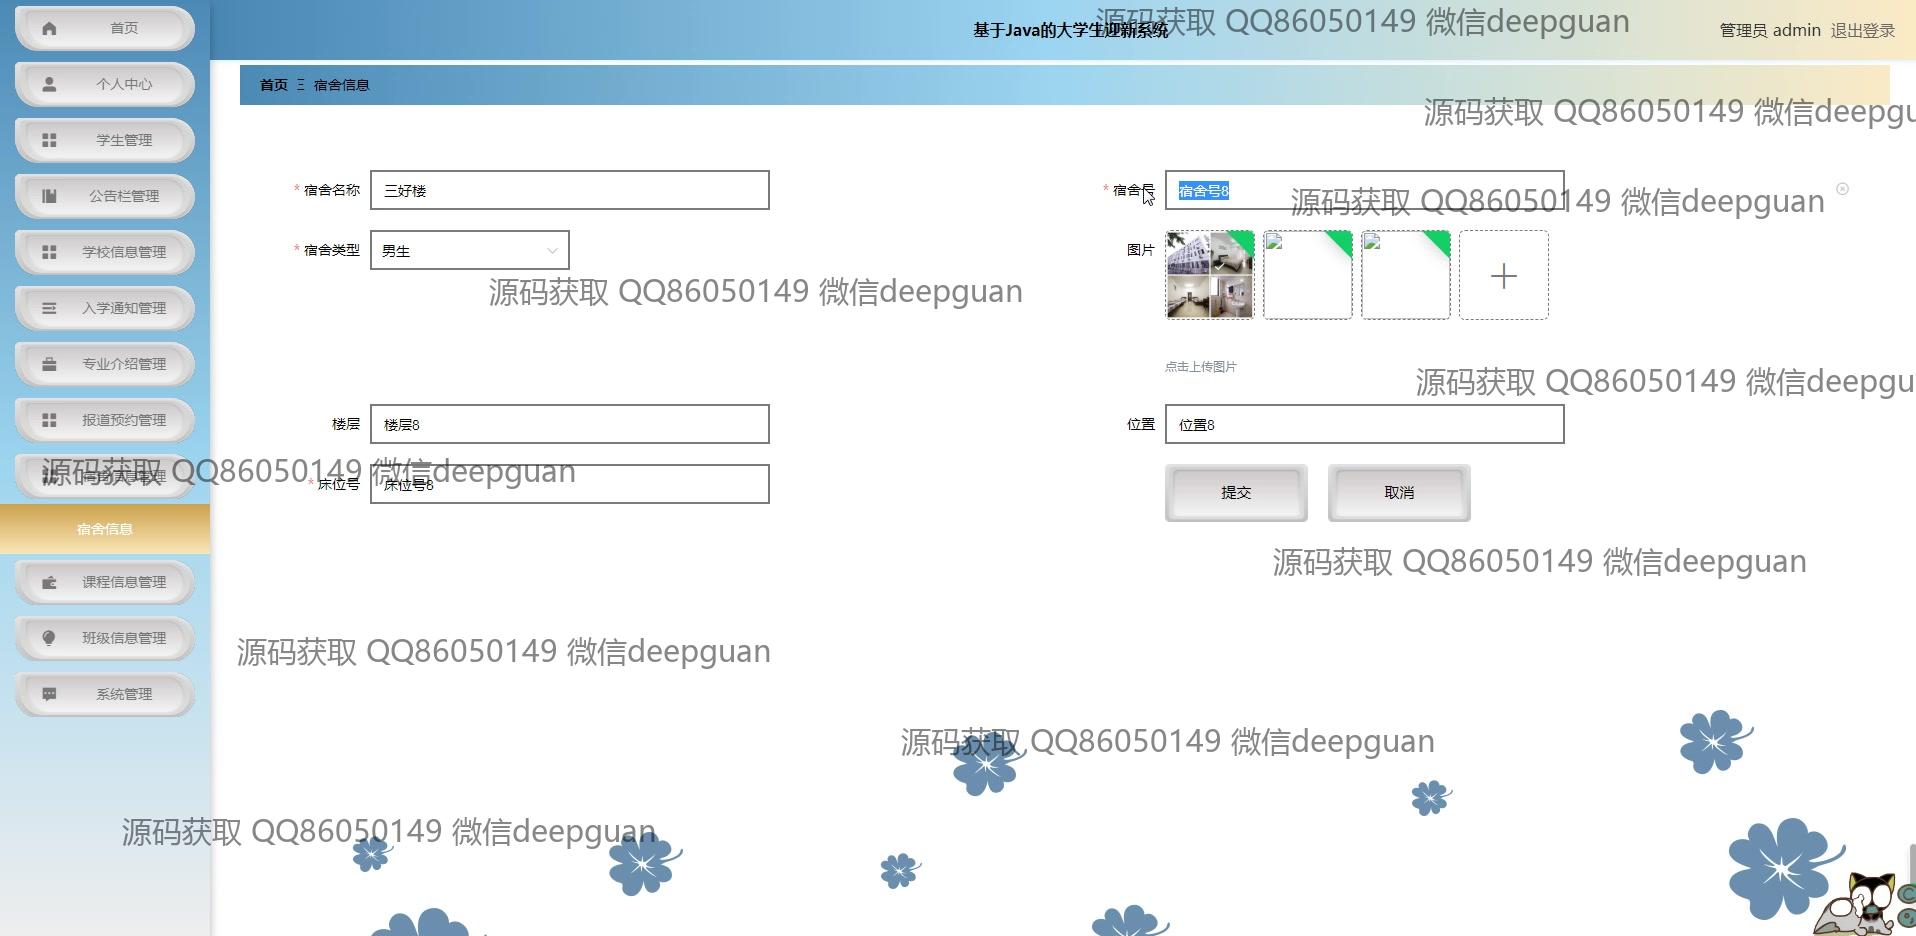 首页
个人中心
学生管理
公告栏管理
学校信息管理
入学通知管理
专业介绍管理
报道预约管理
宿舍信息管理
宿舍信息
课程信息管理
班级信息管理
系统管理
基于Java的大学生迎新系统
管理员 admin 退出登录
首页 Ξ 宿舍信息
* 宿舍名称 三好楼
* 宿舍号 宿舍号8
* 宿舍类型 男生
图片
点击上传图片
楼层 楼层8
位置 位置8
* 床位号 床位号8
提交 取消
源码获取 QQ86050149 微信deepguan
源码获取 QQ86050149 微信deepgu
源码获取 QQ86050149 微信deepguan
源码获取 QQ86050149 微信deepguan
源码获取 QQ86050149 微信deepgu
源码获取 QQ86050149 微信deepguan
源码获取 QQ86050149 微信deepguan
源码获取 QQ86050149 微信deepguan
源码获取 QQ86050149 微信deepguan
源码获取 QQ86050149 微信deepguan